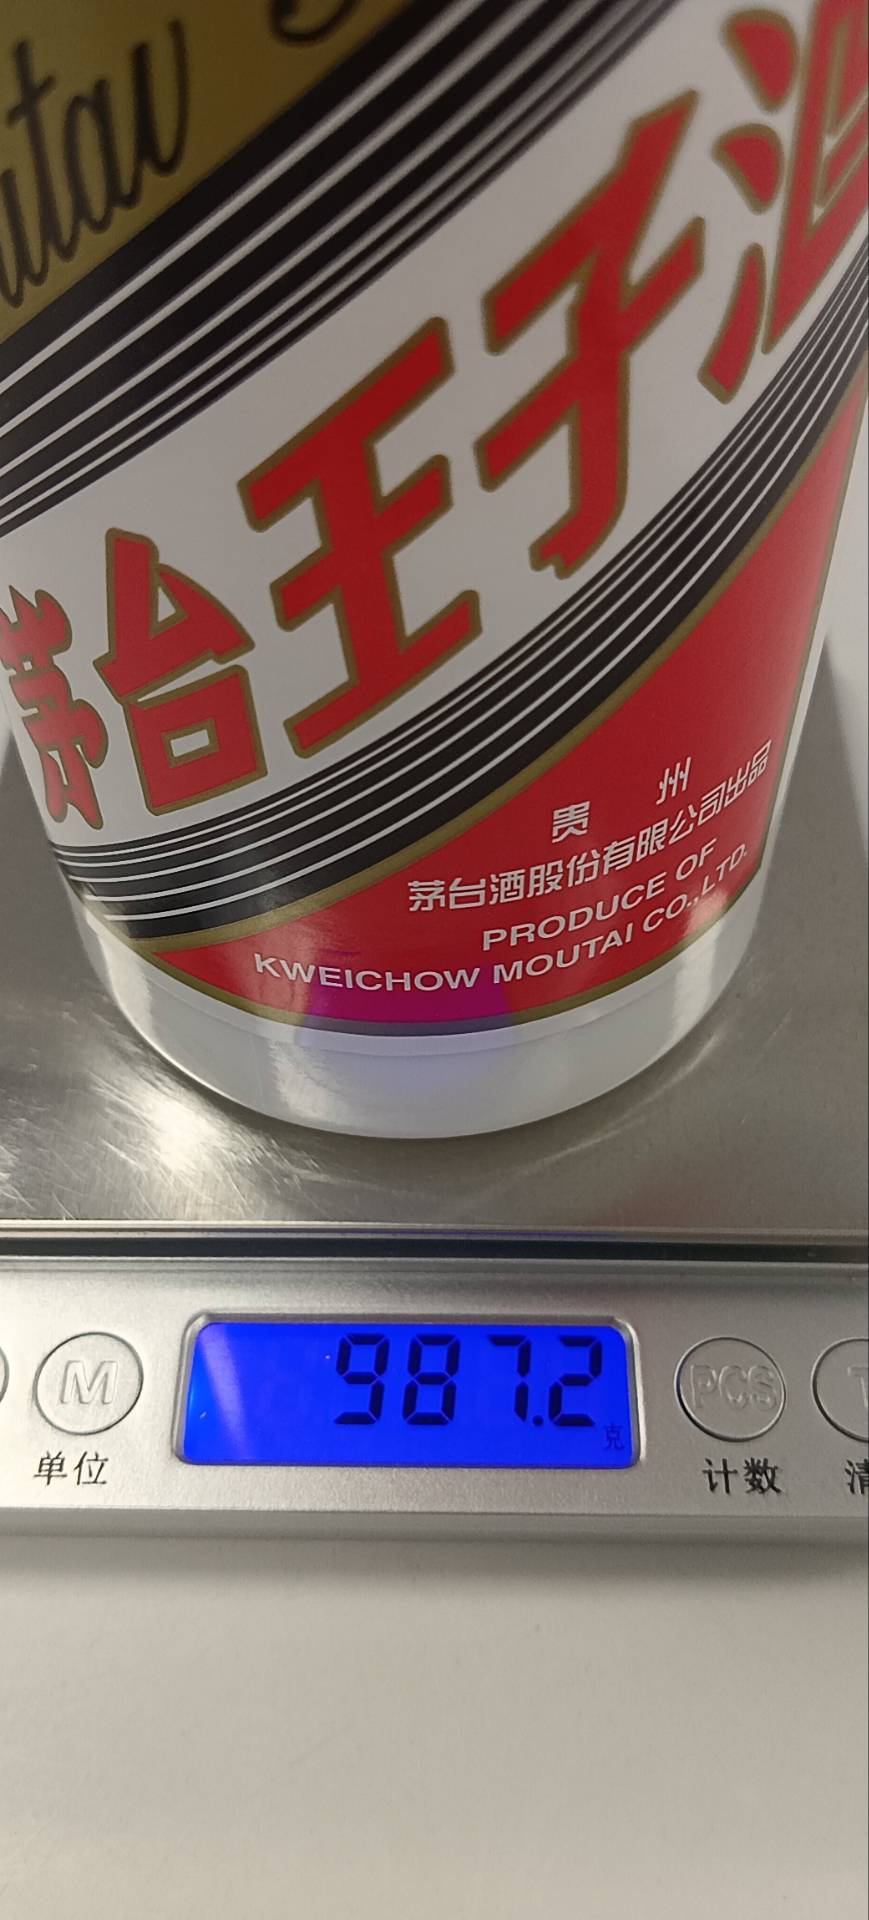 茅台王子酒
贵州
茅台酒股份有限公司出品
PRODUCE OF
KWEICHOW MOUTAI CO.,LTD.
987.2
克
M
PCS
单位
计数